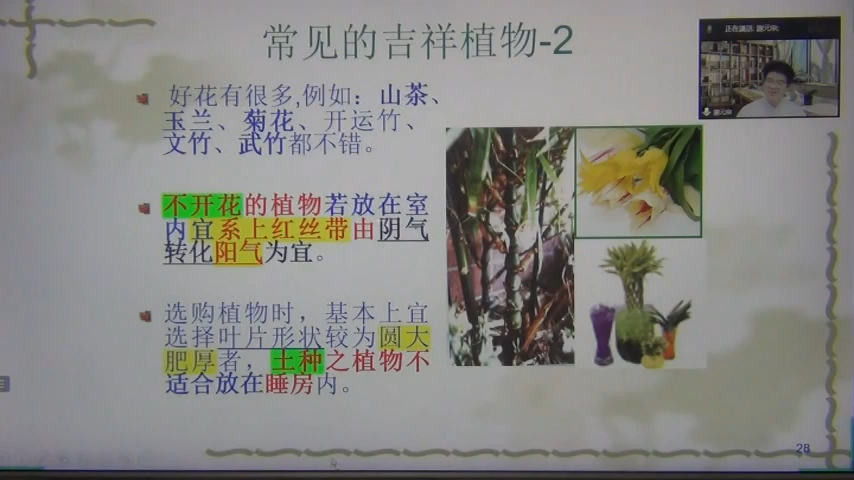 常见的吉祥植物-2
正在讲话:
好花有很多,例如：山茶、
玉兰、菊花、开运竹、
文竹、武竹都不错。
不开花的植物若放在室
内宜系上红丝带由阴气
转化阳气为宜。
选购植物时，基本上宜
选择叶片形状较为圆大
肥厚者，土种之植物不
适合放在睡房内。
28